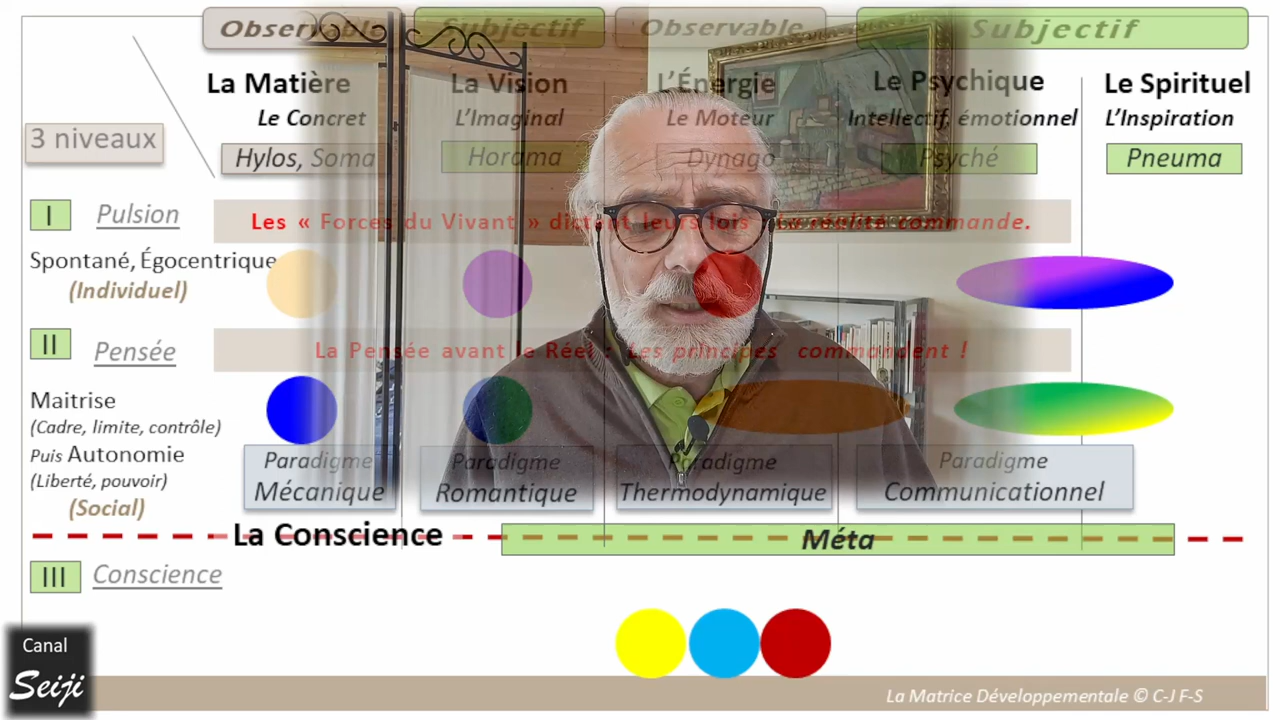 Observable
Subjectif
Observable
Subjectif
La Matière
La Vision
L'Énergie
Le Psychique
Le Spirituel
Le Concret
L'Imaginal
Le Moteur
Intellectif, émotionnel
L'Inspiration
3 niveaux
Hylos, Soma
Horama
Dynago
Psyché
Pneuma
I
Pulsion
Les « Forces du Vivant » dictent leurs lois : la réalité commande.
Spontané, Égocentrique
(Individuel)
II
Pensée
La Pensée avant le Réel : Les principes commandent !
Maitrise
(Cadre, limite, contrôle)
Puis Autonomie
(Liberté, pouvoir)
(Social)
Paradigme
Mécanique
Paradigme
Romantique
Paradigme
Thermodynamique
Paradigme
Communicationnel
La Conscience
Méta
III
Conscience
Canal
Seiji
La Matrice Développementale © C-J F-S